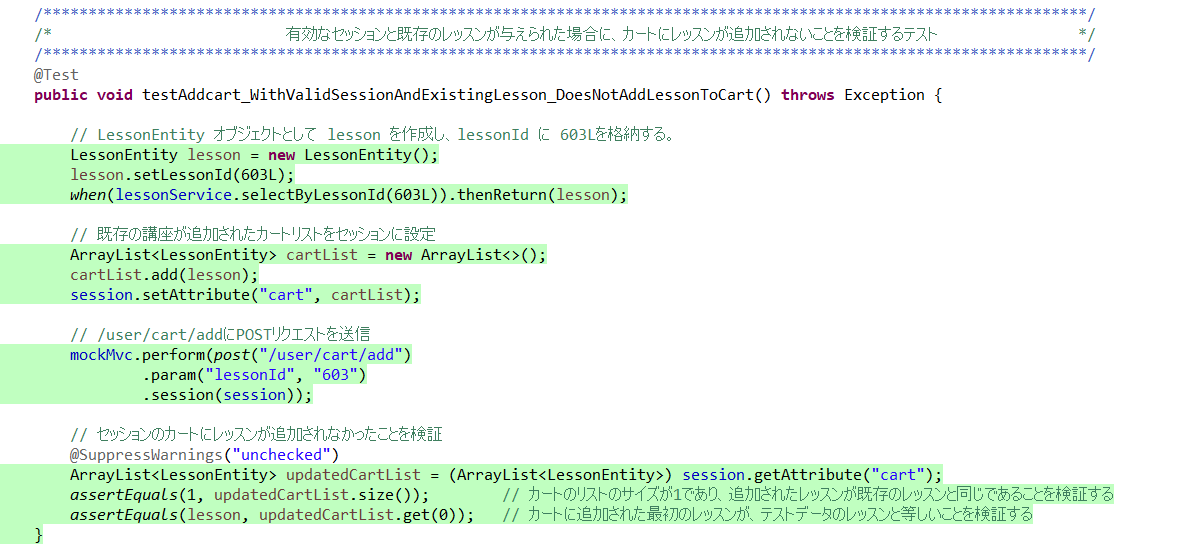 /********************************************************************************************************************/
/*                          有効なセッションと既存のレッスンが与えられた場合に、カートにレッスンが追加されないことを検証するテスト                */
/********************************************************************************************************************/
@Test
public void testAddcart_WithValidSessionAndExistingLesson_DoesNotAddLessonToCart() throws Exception {
    // LessonEntity オブジェクトとして lesson を作成し、lessonId に 603Lを格納する。
    LessonEntity lesson = new LessonEntity();
    lesson.setLessonId(603L);
    when(lessonService.selectByLessonId(603L)).thenReturn(lesson);
    // 既存の講座が追加されたカートリストをセッションに設定
    ArrayList<LessonEntity> cartList = new ArrayList<>();
    cartList.add(lesson);
    session.setAttribute("cart", cartList);
    // /user/cart/addにPOSTリクエストを送信
    mockMvc.perform(post("/user/cart/add")
            .param("lessonId", "603")
            .session(session));
    // セッションのカートにレッスンが追加されなかったことを検証
    @SuppressWarnings("unchecked")
    ArrayList<LessonEntity> updatedCartList = (ArrayList<LessonEntity>) session.getAttribute("cart");
    assertEquals(1, updatedCartList.size());        // カートのリストのサイズが1であり、追加されたレッスンが既存のレッスンと同じであることを検証する
    assertEquals(lesson, updatedCartList.get(0));   // カートに追加された最初のレッスンが、テストデータのレッスンと等しいことを検証する
}